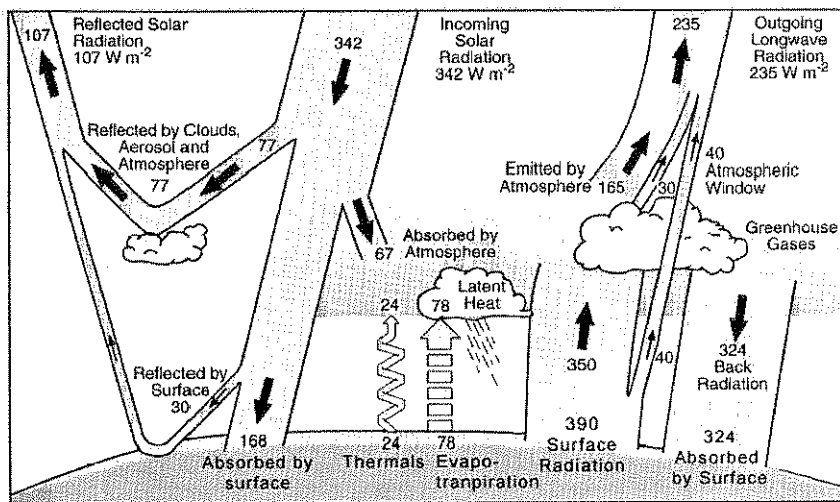 107
Reflected Solar
Radiation
107 W m-2
342
Incoming
Solar
Radiation
342 W m-2
235
Outgoing
Longwave
Radiation
235 W m-2
Reflected by Clouds,
Aerosol and
Atmosphere
77
77
Emitted by
Atmosphere 165
30
40
Atmospheric
Window
Greenhouse
Gases
67
Absorbed by
Atmosphere
Latent
Heat
24
78
350
40
324
Back
Radiation
Reflected by
Surface
30
168
Absorbed by
surface
24
Thermals
78
Evapo-
tranpiration
390
Surface
Radiation
324
Absorbed
by Surface